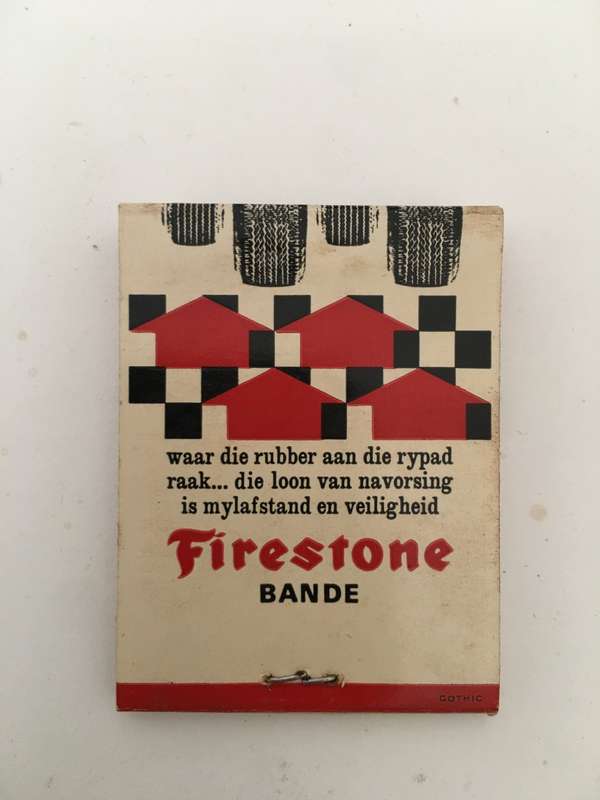 waar die rubber aan die rypad
raak... die loon van navorsing
is mylafstand en veiligheid
Firestone
BANDE
GOTHIC